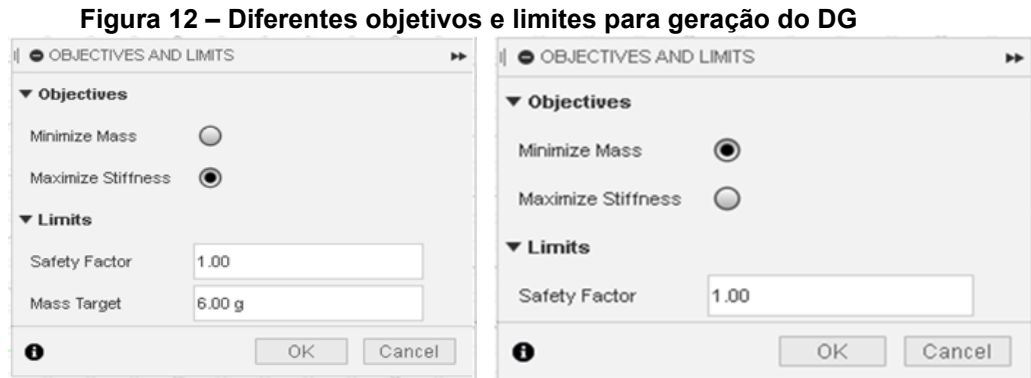 Figura 12 – Diferentes objetivos e limites para geração do DG
OBJECTIVES AND LIMITS
Objectives
Minimize Mass
Maximize Stiffness
Limits
Safety Factor 1.00
Mass Target 6.00 g
OK Cancel
OBJECTIVES AND LIMITS
Objectives
Minimize Mass
Maximize Stiffness
Limits
Safety Factor 1.00
OK Cancel